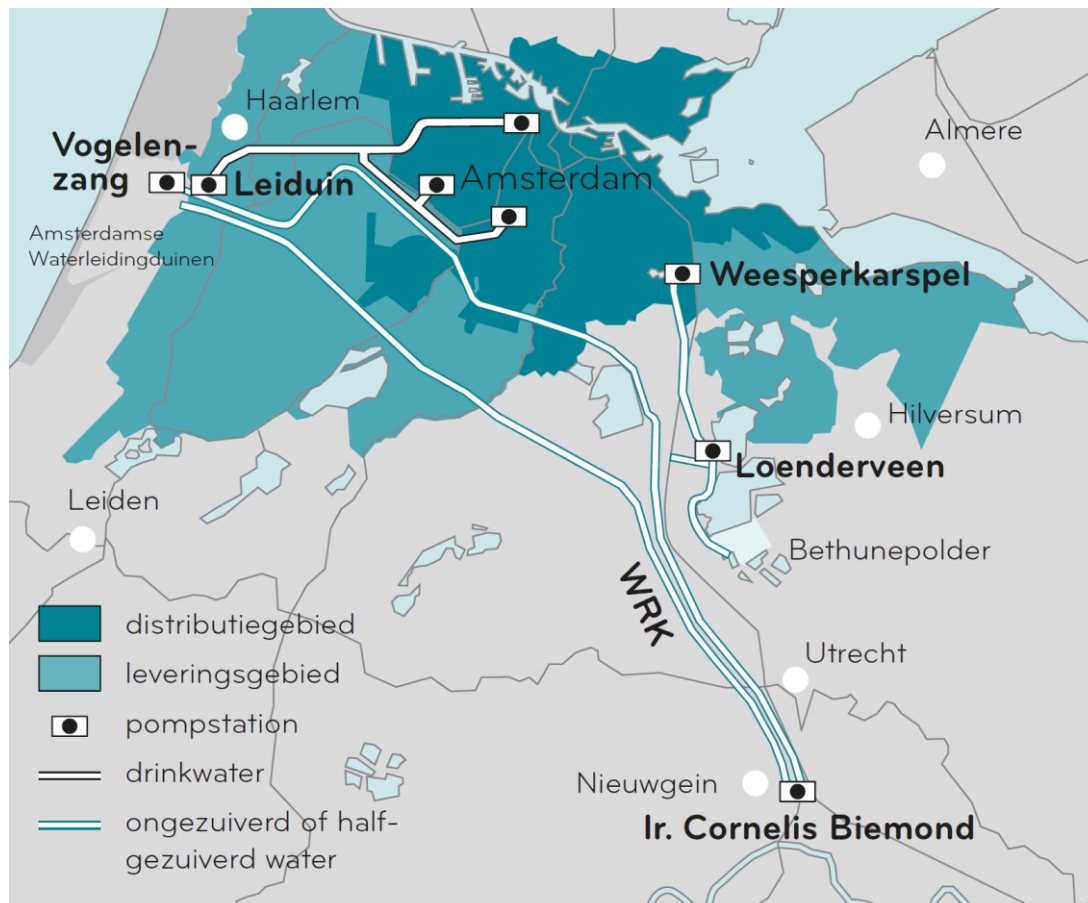 Haarlem
Almere
Vogelen-
zang
Leiduin
Amsterdam
Amsterdamse
Waterleidingduinen
Weesperkarspel
Hilversum
Loenderveen
Leiden
Bethunepolder
WRK
distributiegebied
Utrecht
leveringsgebied
pompstation
drinkwater
Nieuwgein
ongezuiverd of half-
gezuiverd water
Ir. Cornelis Biemond